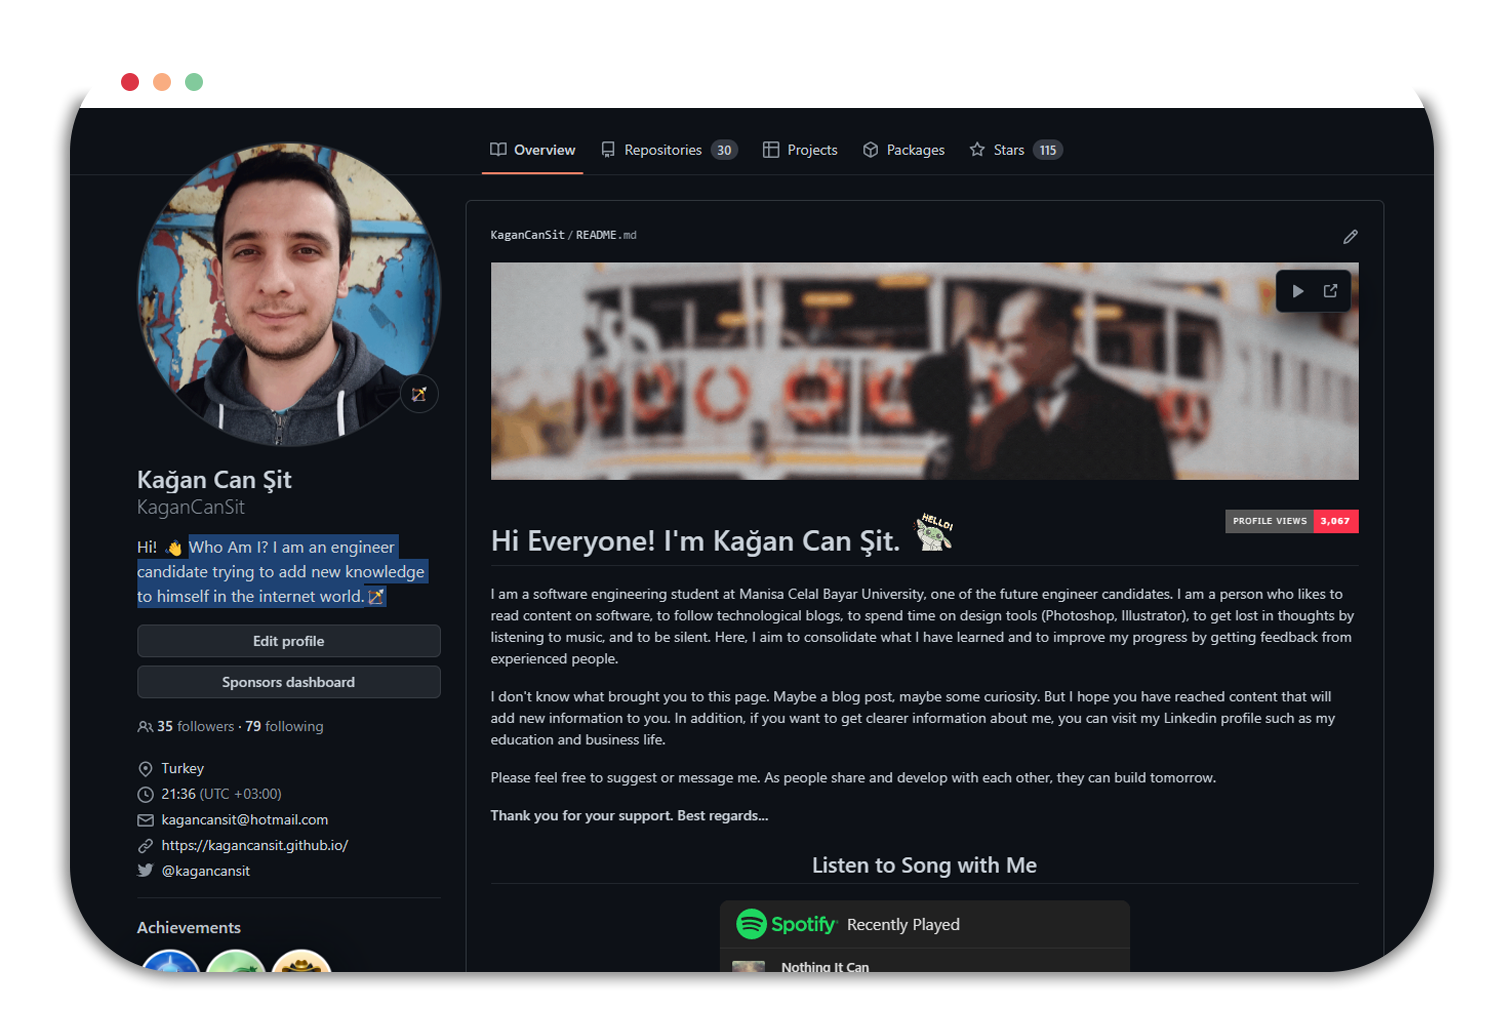 Overview Repositories 30 Projects Packages Stars 115
KaganCanSit/README.md
Kağan Can Şit
KaganCanSit
Hi! 👋 Who Am I? I am an engineer
candidate trying to add new knowledge
to himself in the internet world.🏹
Edit profile
Sponsors dashboard
35 followers · 79 following
Turkey
21:36 (UTC +03:00)
kagancansit@hotmail.com
https://kagancansit.github.io/
@kagancansit
Achievements
HELLO!
PROFILE VIEWS 3,067
Hi Everyone! I'm Kağan Can Şit.
I am a software engineering student at Manisa Celal Bayar University, one of the future engineer candidates. I am a person who likes to
read content on software, to follow technological blogs, to spend time on design tools (Photoshop, Illustrator), to get lost in thoughts by
listening to music, and to be silent. Here, I aim to consolidate what I have learned and to improve my progress by getting feedback from
experienced people.
I don't know what brought you to this page. Maybe a blog post, maybe some curiosity. But I hope you have reached content that will
add new information to you. In addition, if you want to get clearer information about me, you can visit my Linkedin profile such as my
education and business life.
Please feel free to suggest or message me. As people share and develop with each other, they can build tomorrow.
Thank you for your support. Best regards...
Listen to Song with Me
Spotify Recently Played
Nothing It Can